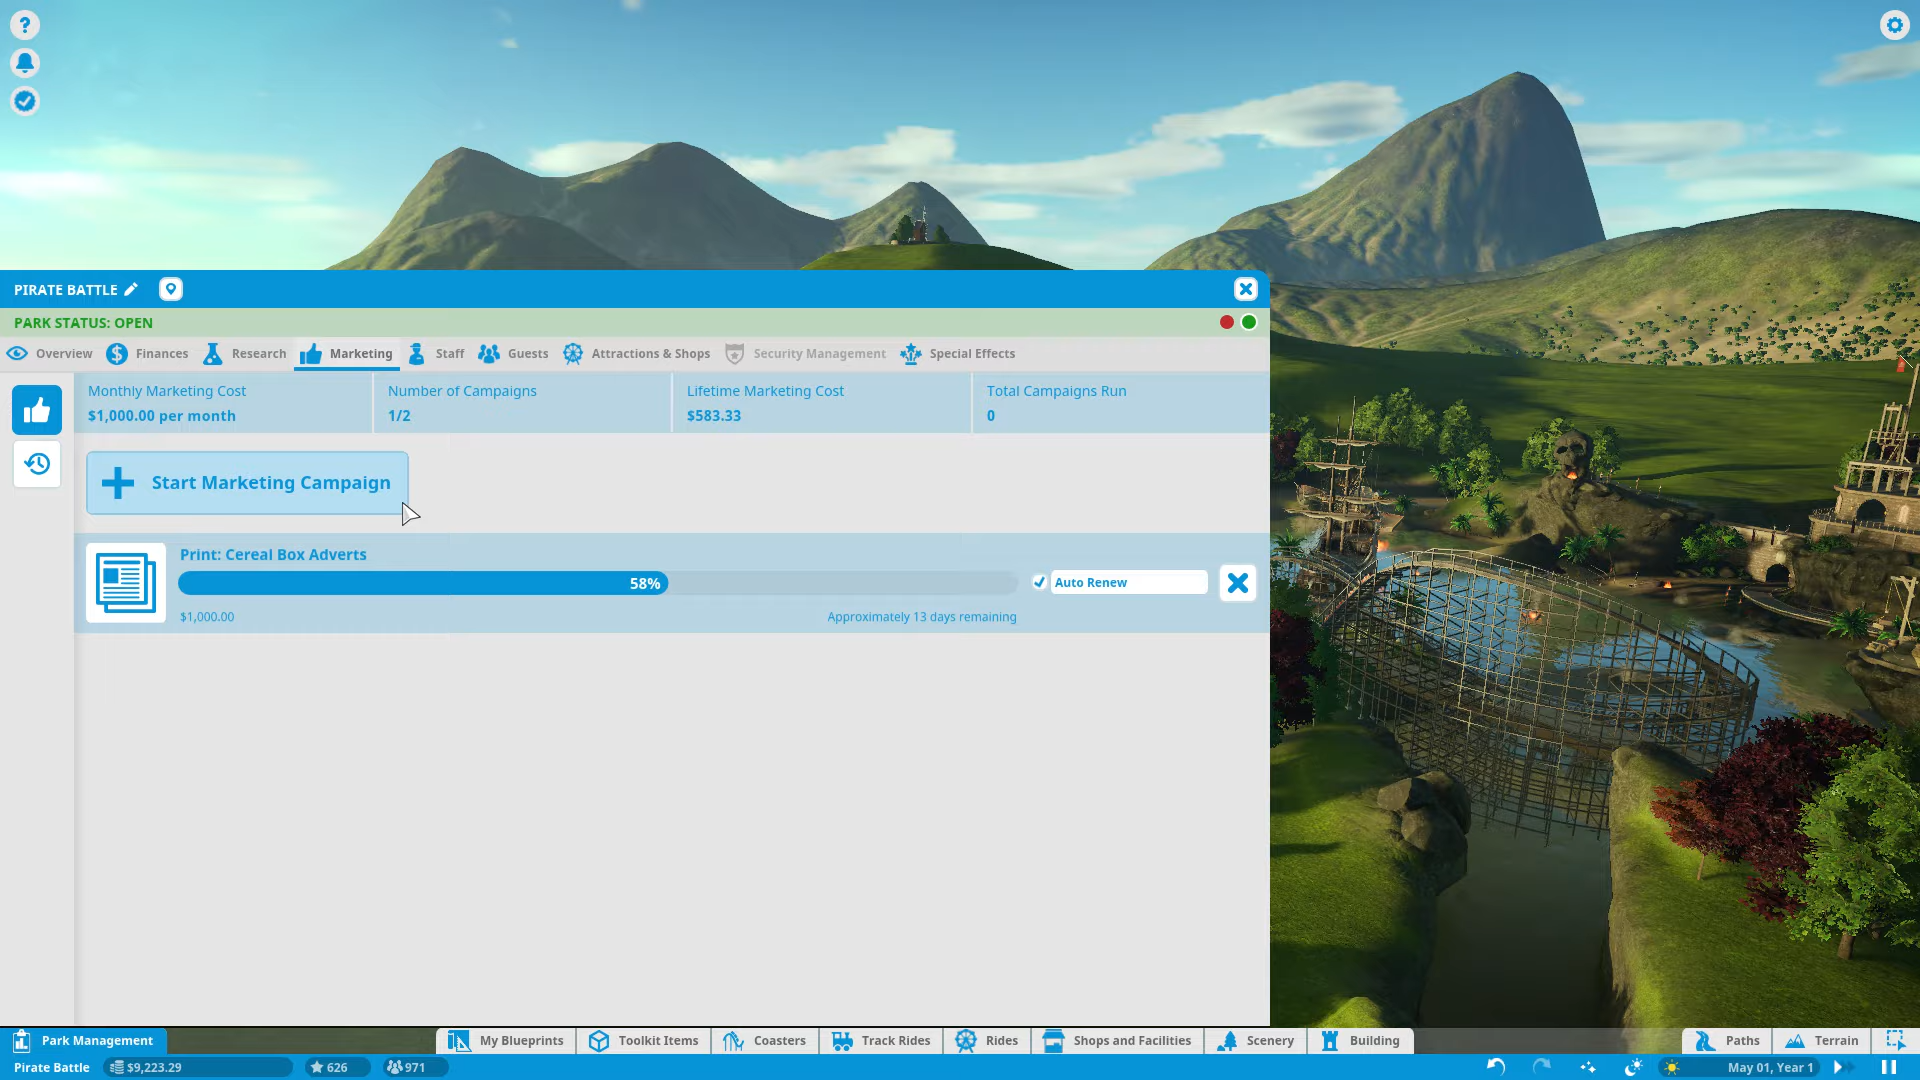 ?
PIRATE BATTLE
PARK STATUS: OPEN
Overview
Finances
Research
Marketing
Staff
Guests
Attractions & Shops
Security Management
Special Effects
Monthly Marketing Cost
$1,000.00 per month
Number of Campaigns
1/2
Lifetime Marketing Cost
$583.33
Total Campaigns Run
0
Start Marketing Campaign
Print: Cereal Box Adverts
58%
Auto Renew
$1,000.00
Approximately 13 days remaining
Park Management
My Blueprints
Toolkit Items
Coasters
Track Rides
Rides
Shops and Facilities
Scenery
Building
Paths
Terrain
Pirate Battle
$9,223.29
626
971
May 01, Year 1